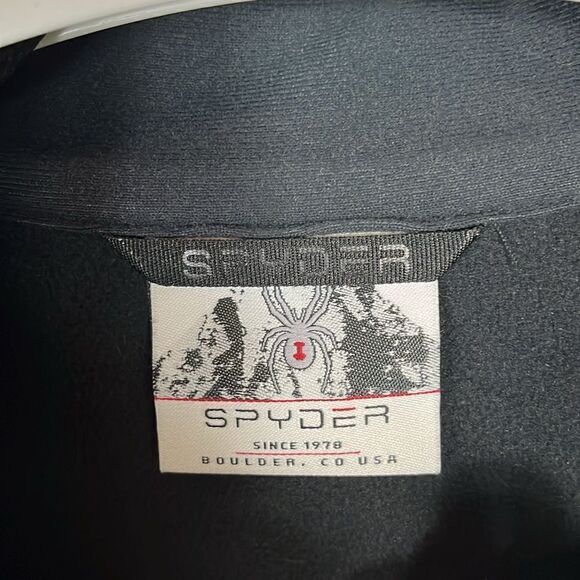 SPYDER
SPYDER
SINCE 1978
BOULDER, CO USA